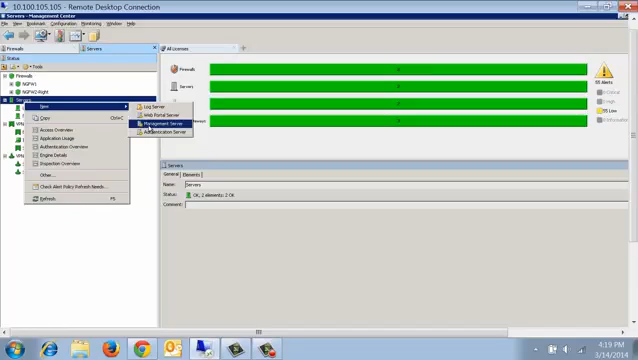 10.100.105.105 - Remote Desktop Connection
Servers - Management Center
File View Bookmark Configuration Monitoring Window Help
Firewalls
Servers
All Licenses
Status
Tools
Firewalls
NGFW1
NGFW2-Right
Servers
New
Copy Ctrl+C
Access Overview
Application Usage
Authentication Overview
Engine Details
Inspection Overview
Other...
Check Alert Policy Refresh Needs...
Refresh F5
Log Server
Web Portal Server
Management Server
Authentication Server
Firewalls
Servers
55 Alerts
55 Low
Servers
General Elements
Name: Servers
Status: OK, 2 elements: 2 OK
Comment:
4:19 PM
3/14/2014